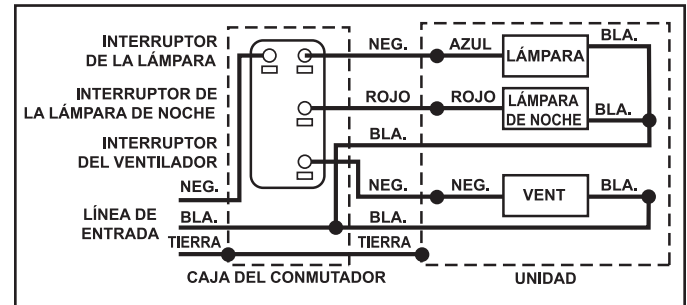 INTERRUPTOR
DE LA LÁMPARA
INTERRUPTOR DE
LA LÁMPARA DE NOCHE
INTERRUPTOR
DEL VENTILADOR
NEG.
LÍNEA DE
ENTRADA
BLA.
TIERRA
CAJA DEL CONMUTADOR
NEG.
AZUL
LÁMPARA
BLA.
ROJO
ROJO
LÁMPARA
DE NOCHE
BLA.
BLA.
NEG.
NEG.
VENT
BLA.
BLA.
TIERRA
UNIDAD